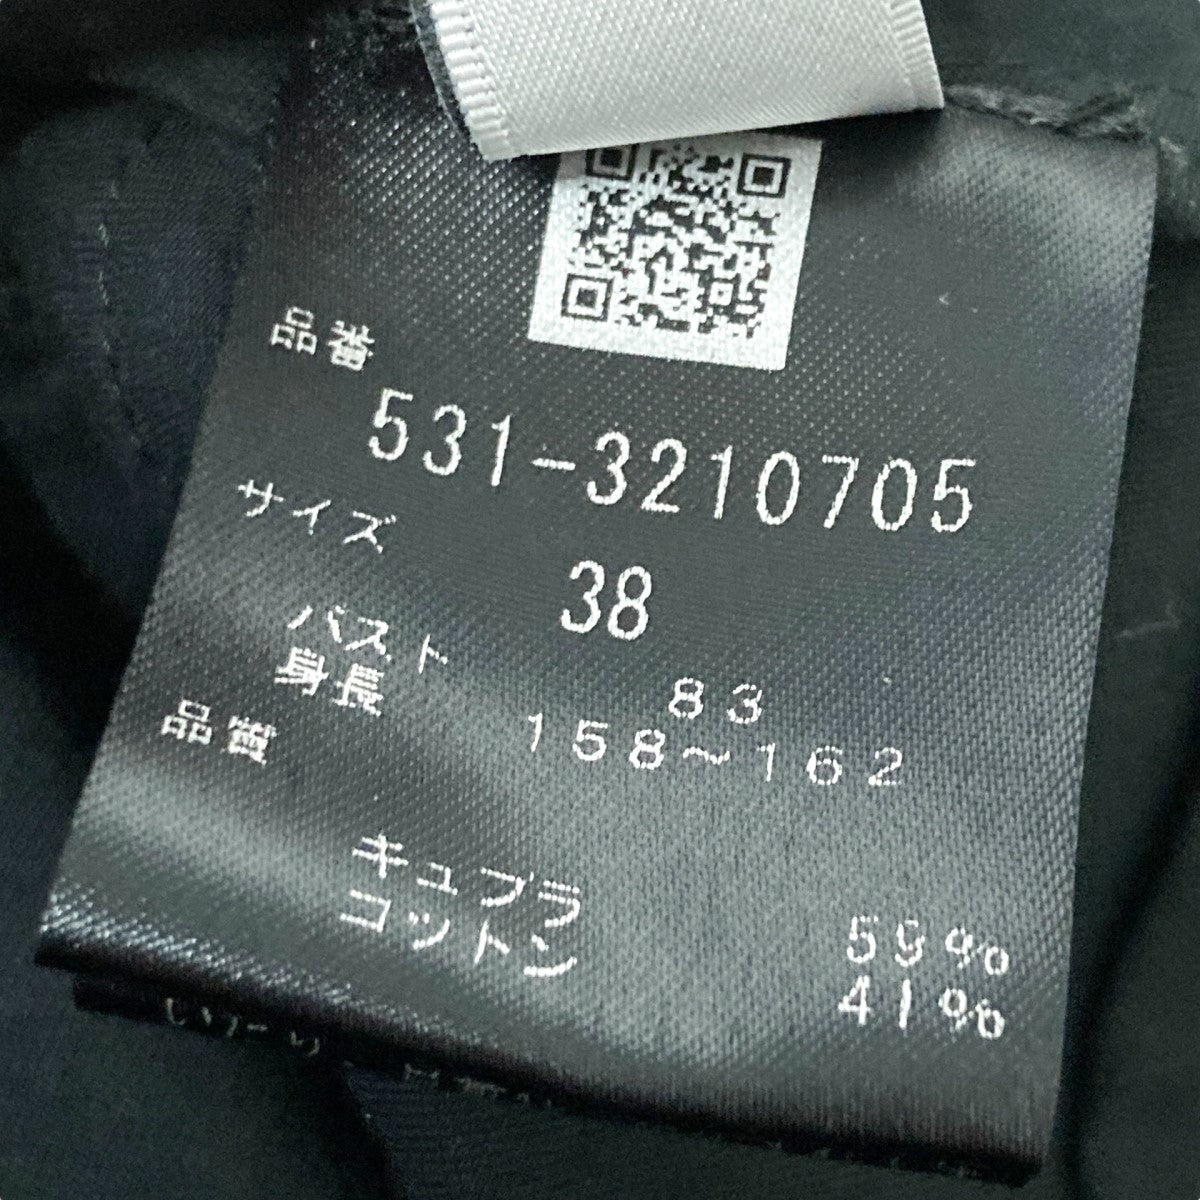 品番
531-3210705
サイズ
38
バスト 83
身長 158～162
品質
キュプラ 59%
コットン 41%